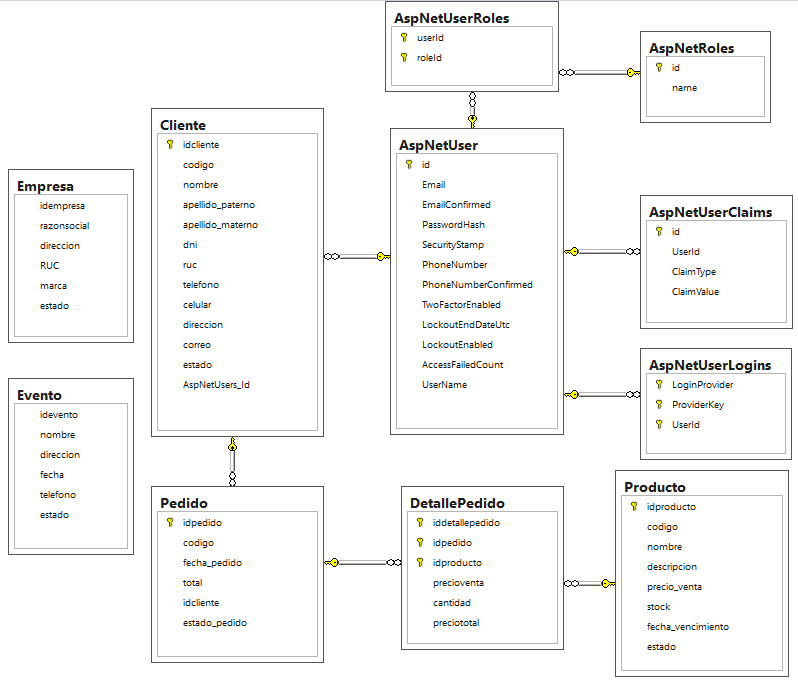 AspNetUserRoles
userId
roleId
AspNetRoles
id
name
Cliente
idcliente
codigo
nombre
apellido_paterno
apellido_materno
dni
ruc
telefono
celular
direccion
correo
estado
AspNetUsers_Id
AspNetUser
id
Email
EmailConfirmed
PasswordHash
SecurityStamp
PhoneNumber
PhoneNumberConfirmed
TwoFactorEnabled
LockoutEndDateUtc
LockoutEnabled
AccessFailedCount
UserName
Empresa
idempresa
razonsocial
direccion
RUC
marca
estado
AspNetUserClaims
id
UserId
ClaimType
ClaimValue
AspNetUserLogins
LoginProvider
ProviderKey
UserId
Evento
idevento
nombre
direccion
fecha
telefono
estado
Pedido
idpedido
codigo
fecha_pedido
total
idcliente
estado_pedido
DetallePedido
iddetallepedido
idpedido
idproducto
precioventa
cantidad
preciototal
Producto
idproducto
codigo
nombre
descripcion
precio_venta
stock
fecha_vencimiento
estado